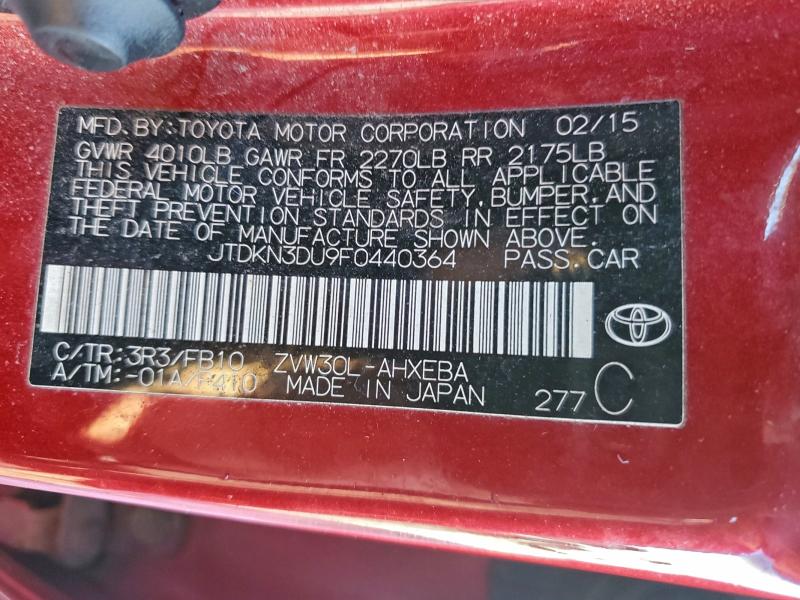 MFD.BY:TOYOTA MOTOR CORPORATION 02/15
GVWR 4010LB GAWR FR 2270LB RR 2175LB
THIS VEHICLE CONFORMS TO ALL APPLICABLE
FEDERAL MOTOR VEHICLE SAFETY,BUMPER,AND
THEFT PREVENTION STANDARDS IN EFFECT ON
THE DATE OF MANUFACTURE SHOWN ABOVE.
JTDKN3DU9F0440364 PASS.CAR
C/TR:3R3/FB10 ZVW30L-AHXEBA
A/TM:-01A/P410 MADE IN JAPAN
277 C